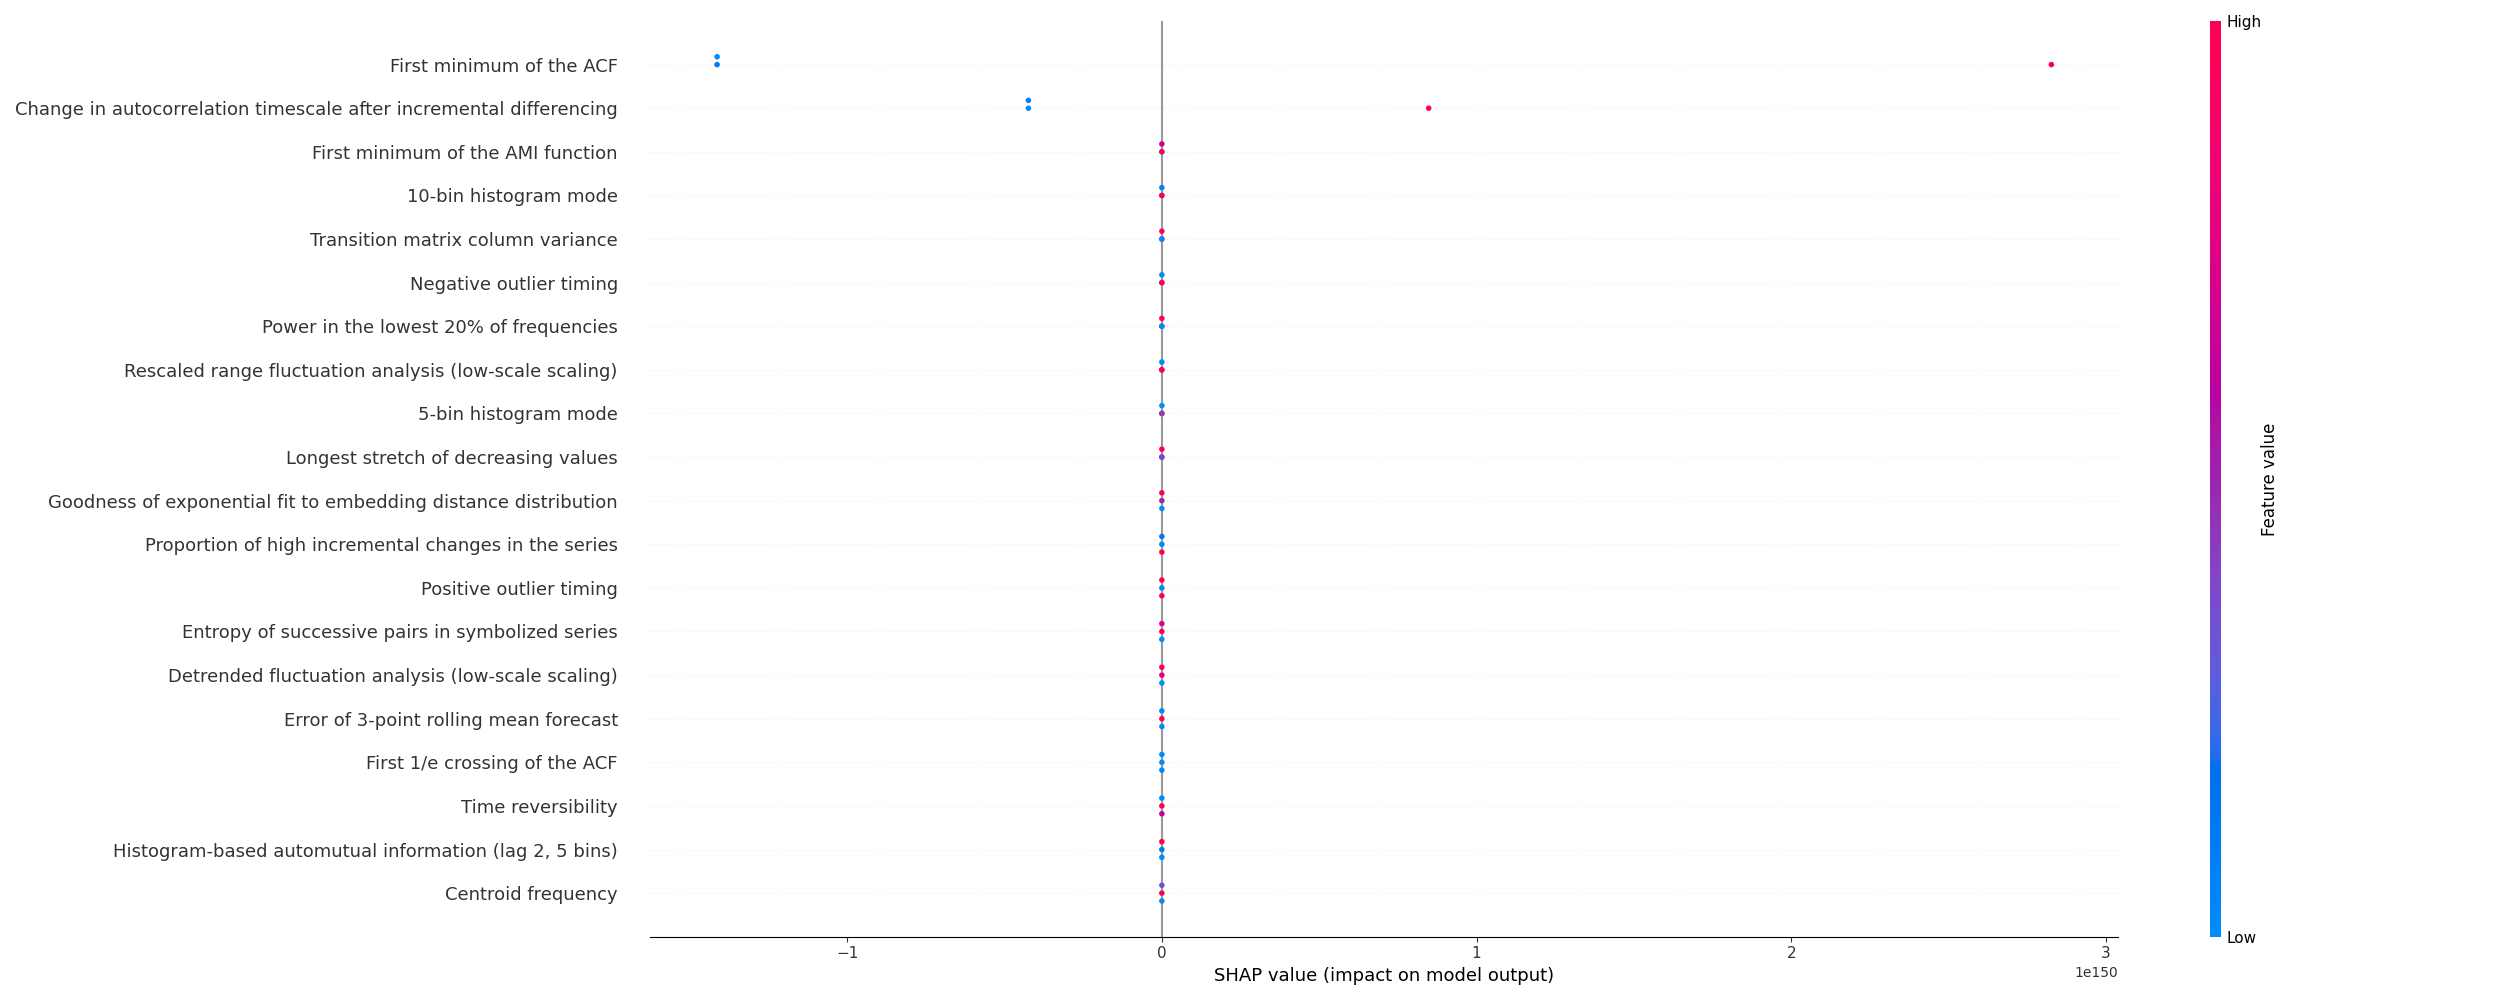 First minimum of the ACF
Change in autocorrelation timescale after incremental differencing
First minimum of the AMI function
10-bin histogram mode
Transition matrix column variance
Negative outlier timing
Power in the lowest 20% of frequencies
Rescaled range fluctuation analysis (low-scale scaling)
5-bin histogram mode
Longest stretch of decreasing values
Goodness of exponential fit to embedding distance distribution
Proportion of high incremental changes in the series
Positive outlier timing
Entropy of successive pairs in symbolized series
Detrended fluctuation analysis (low-scale scaling)
Error of 3-point rolling mean forecast
First 1/e crossing of the ACF
Time reversibility
Histogram-based automutual information (lag 2, 5 bins)
Centroid frequency
−1 0 1 2 3
1e150
SHAP value (impact on model output)
High
Feature value
Low